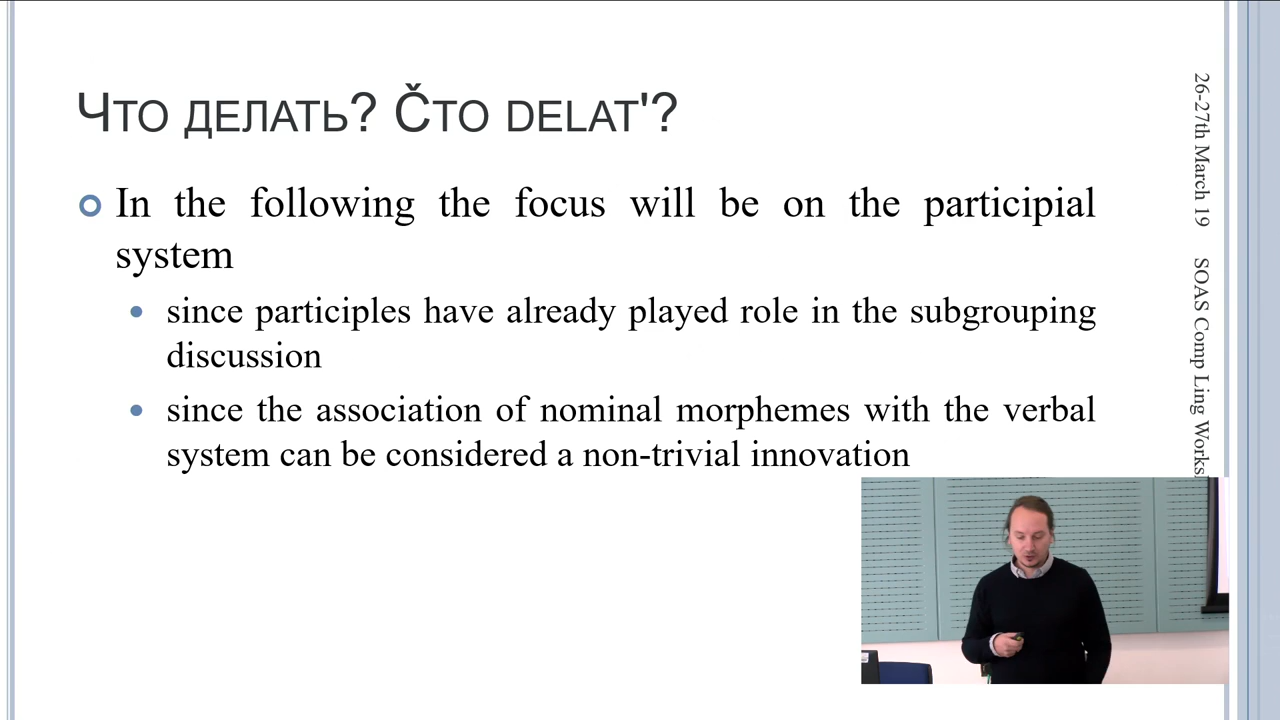 Что делать? Čto delat'?
In the following the focus will be on the participial
system
since participles have already played role in the subgrouping
discussion
since the association of nominal morphemes with the verbal
system can be considered a non-trivial innovation
26-27th March 19 SOAS Comp Ling